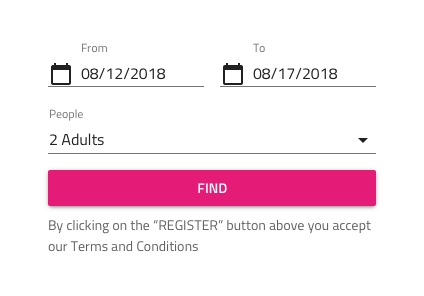 From To
08/12/2018 08/17/2018
People
2 Adults
FIND
By clicking on the “REGISTER” button above you accept
our Terms and Conditions